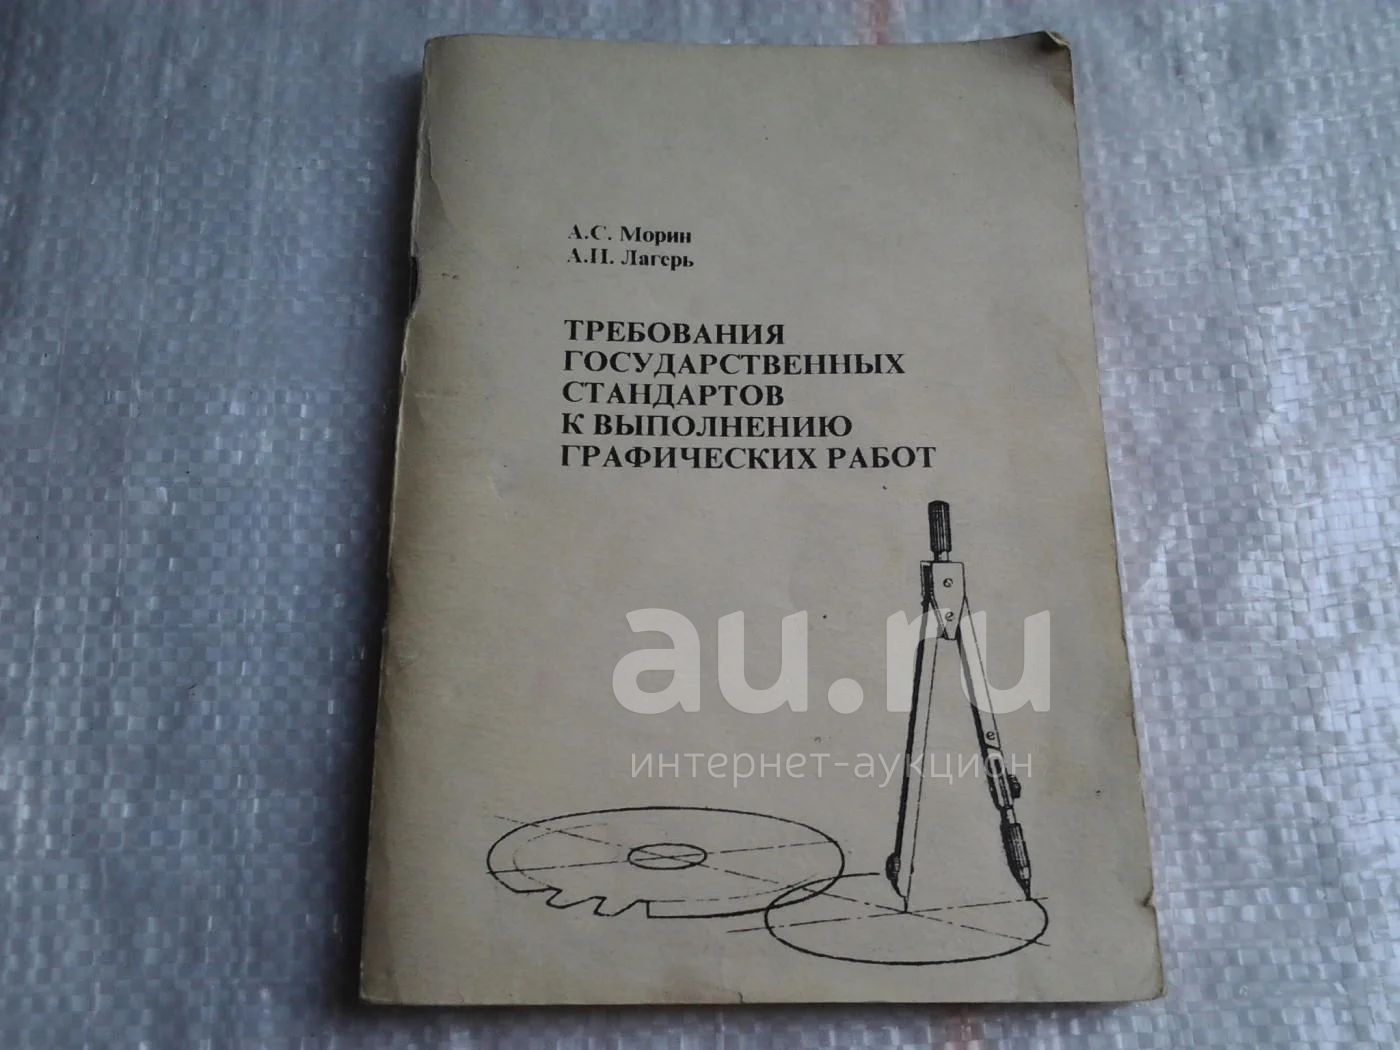 А.С. Морин
А.И. Лагерь
ТРЕБОВАНИЯ
ГОСУДАРСТВЕННЫХ
СТАНДАРТОВ
К ВЫПОЛНЕНИЮ
ГРАФИЧЕСКИХ РАБОТ
au.ru
интернет-аукцион